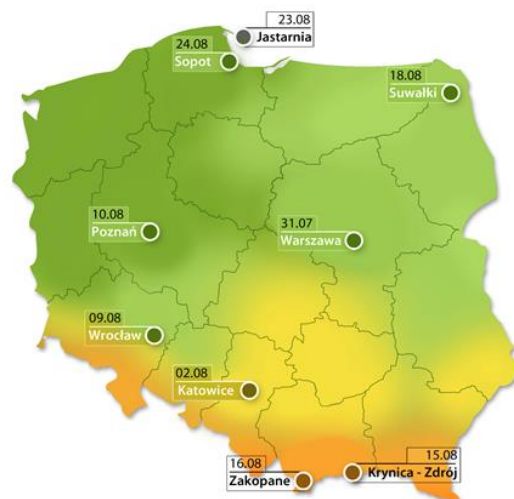 23.08
Jastarnia
24.08
Sopot
18.08
Suwałki
10.08
Poznań
31.07
Warszawa
09.08
Wrocław
02.08
Katowice
16.08
Zakopane
15.08
Krynica - Zdrój